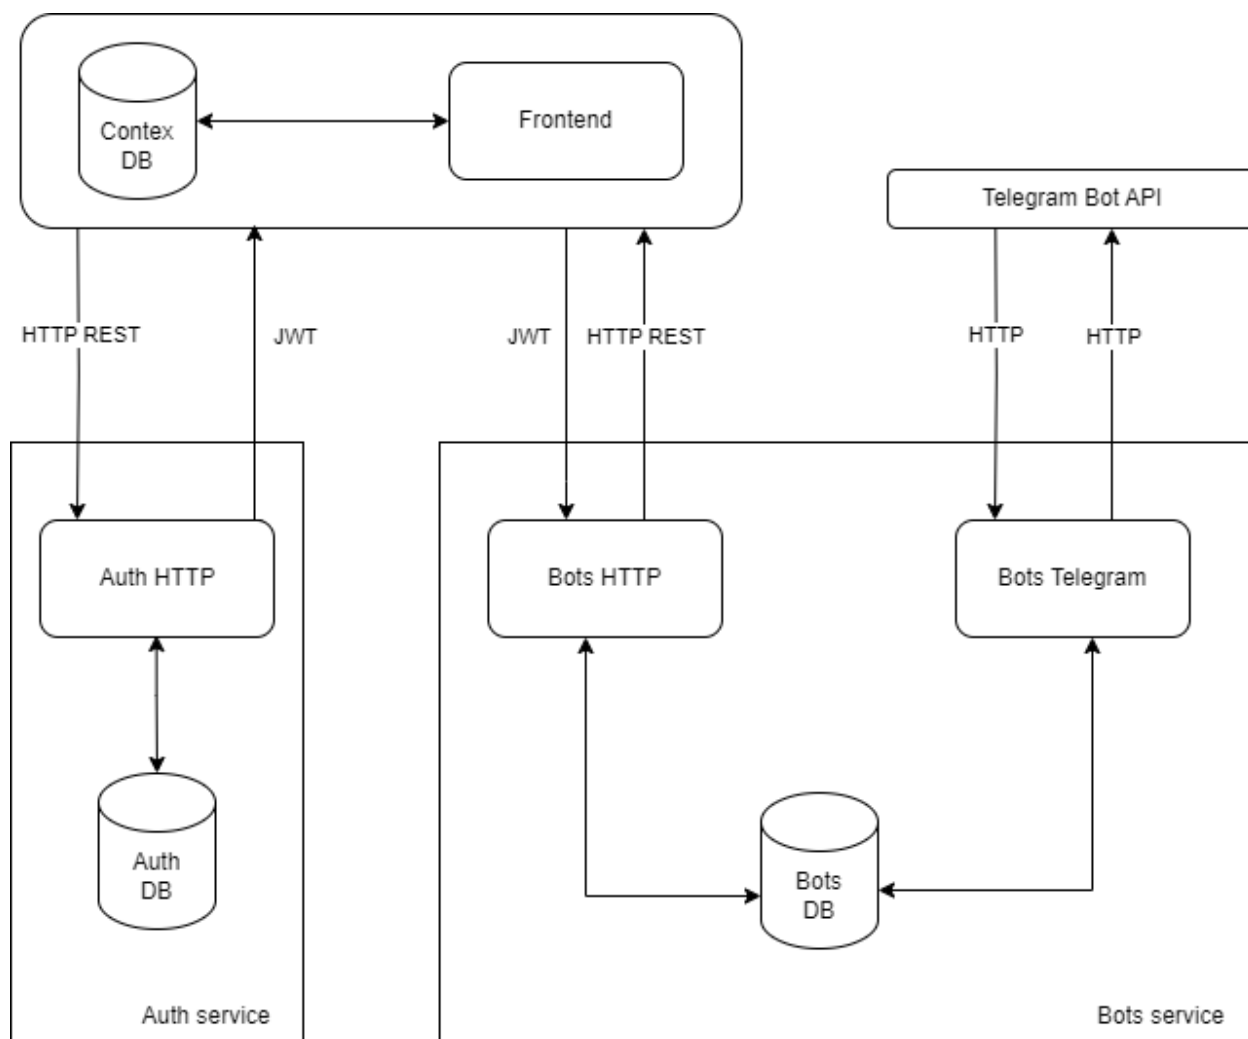 Contex
DB
Frontend
Telegram Bot API
HTTP REST
JWT
JWT
HTTP REST
HTTP
HTTP
Auth HTTP
Bots HTTP
Bots Telegram
Auth
DB
Bots
DB
Auth service
Bots service